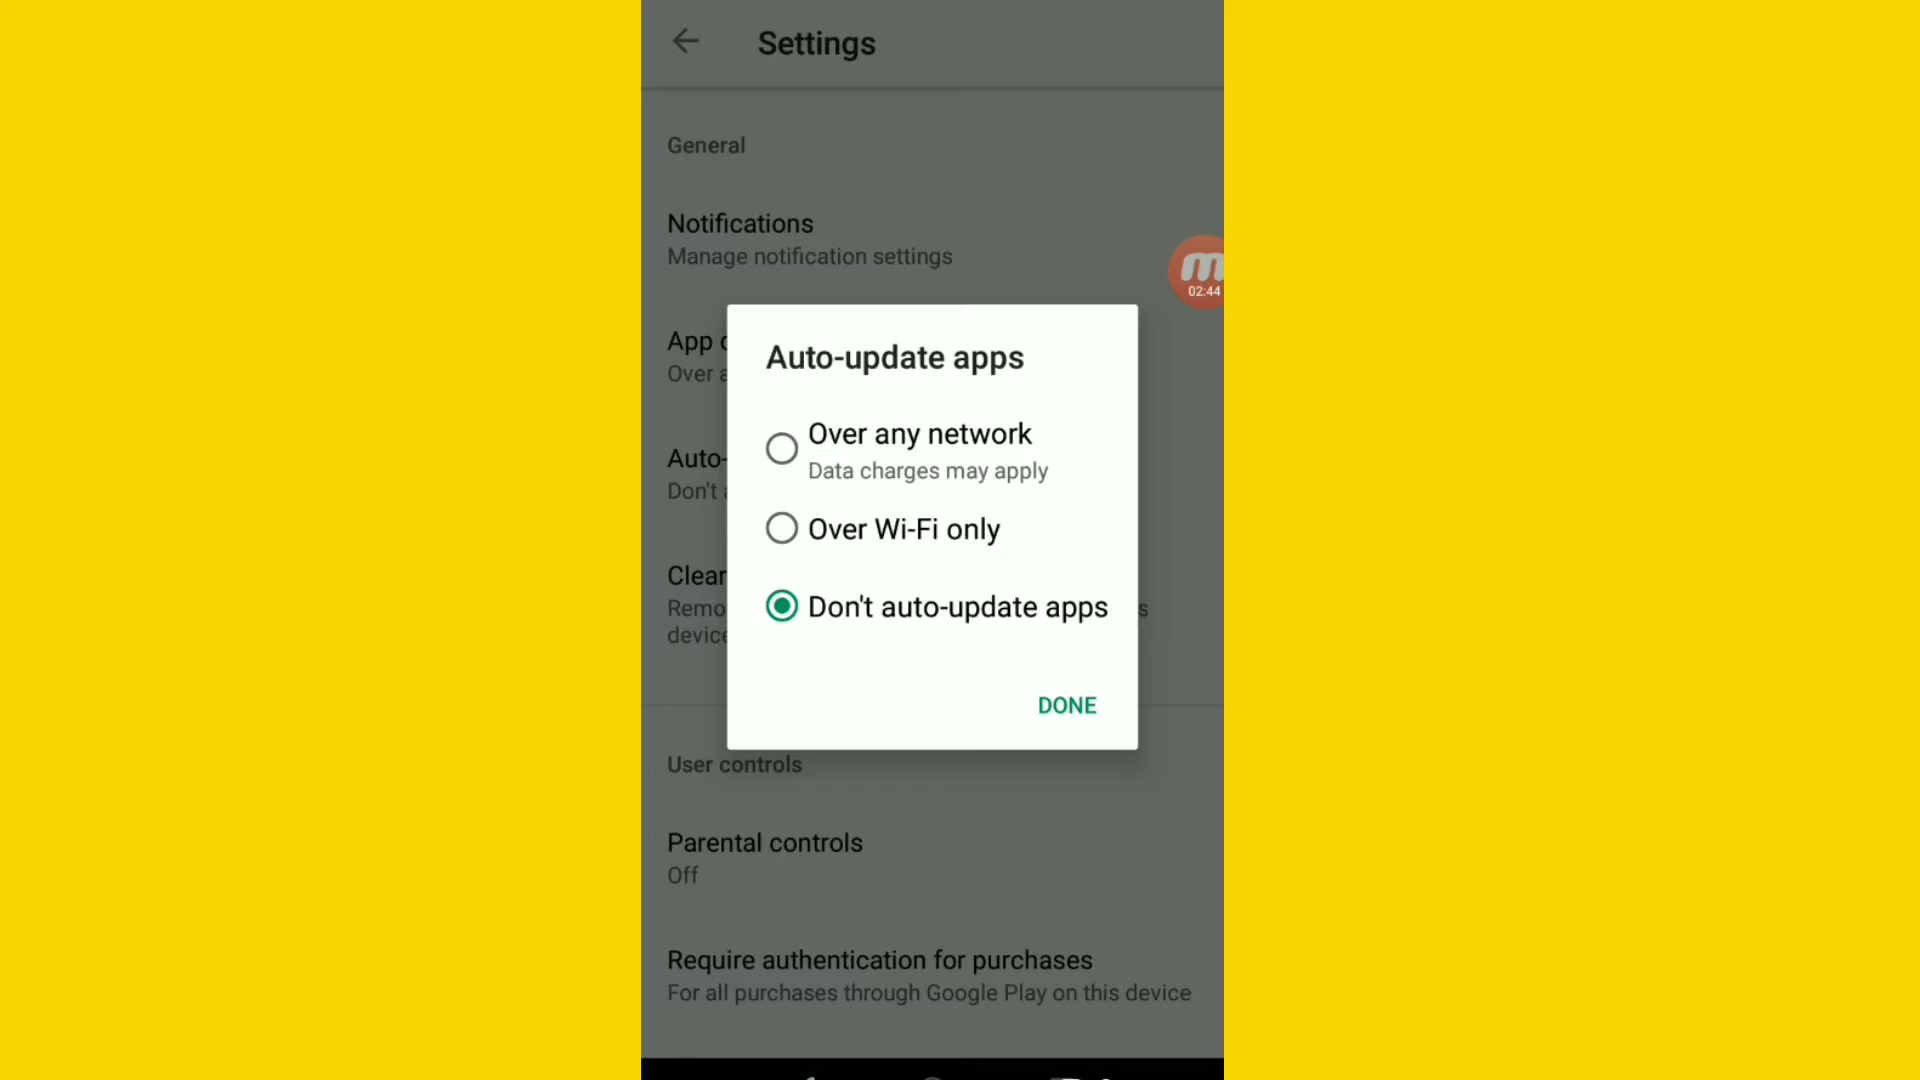 Settings
General
Notifications
Manage notification settings
m
02:44
App
Over
Auto-update apps
Over any network
Data charges may apply
Auto-
Don't
Over Wi-Fi only
Clear
Don't auto-update apps
DONE
User controls
Parental controls
Off
Require authentication for purchases
For all purchases through Google Play on this device